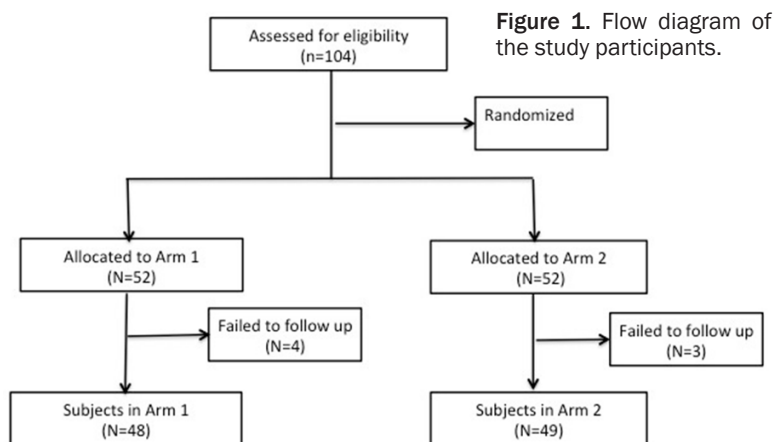 Figure 1. Flow diagram of
the study participants.
Assessed for eligibility
(n=104)
Randomized
Allocated to Arm 1
(N=52)
Allocated to Arm 2
(N=52)
Failed to follow up
(N=4)
Failed to follow up
(N=3)
Subjects in Arm 1
(N=48)
Subjects in Arm 2
(N=49)